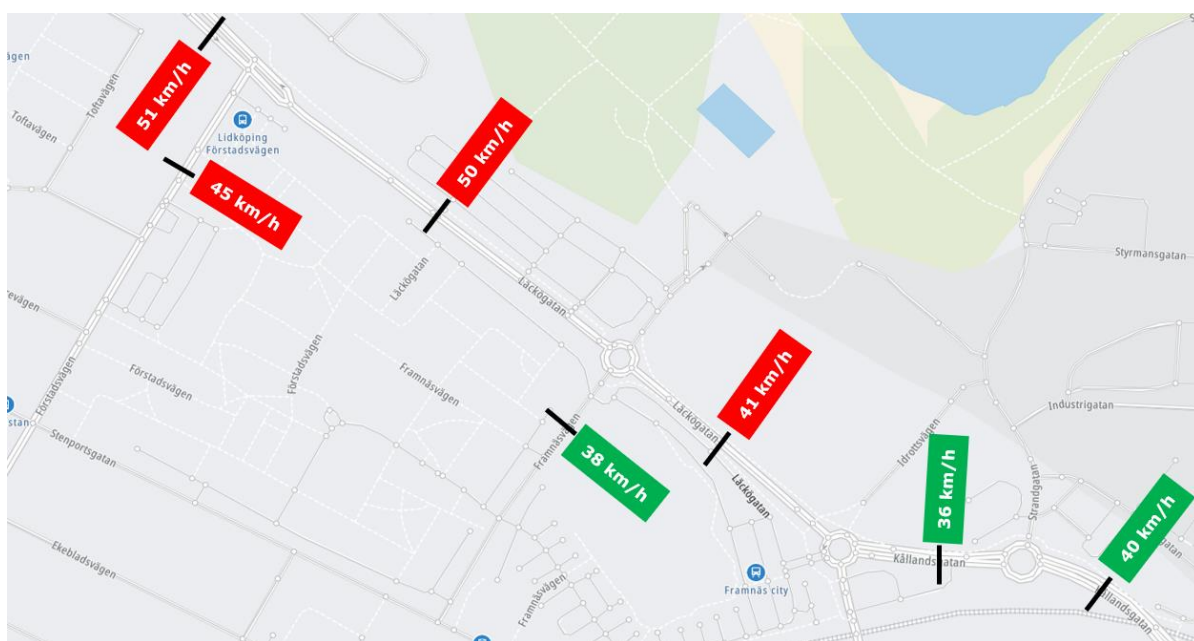 ägen
Toftavägen
Toftavägen
51 km/h
Lidköping
Förstadsvägen
45 km/h
50 km/h
Läckögatan
Läckögatan
Styrmansgatan
Förstadsvägen
Förstadsvägen
Förstadsvägen
Framnäsvägen
Framnäsvägen
38 km/h
Läckögatan
41 km/h
Läckögatan
Idrottsvägen
Industrigatan
36 km/h
Strandgatan
40 km/h
stan
Stenportsgatan
Ekebladsvägen
Framnäsvägen
Framnäs city
Kållandsgatan
Kållandsgatan